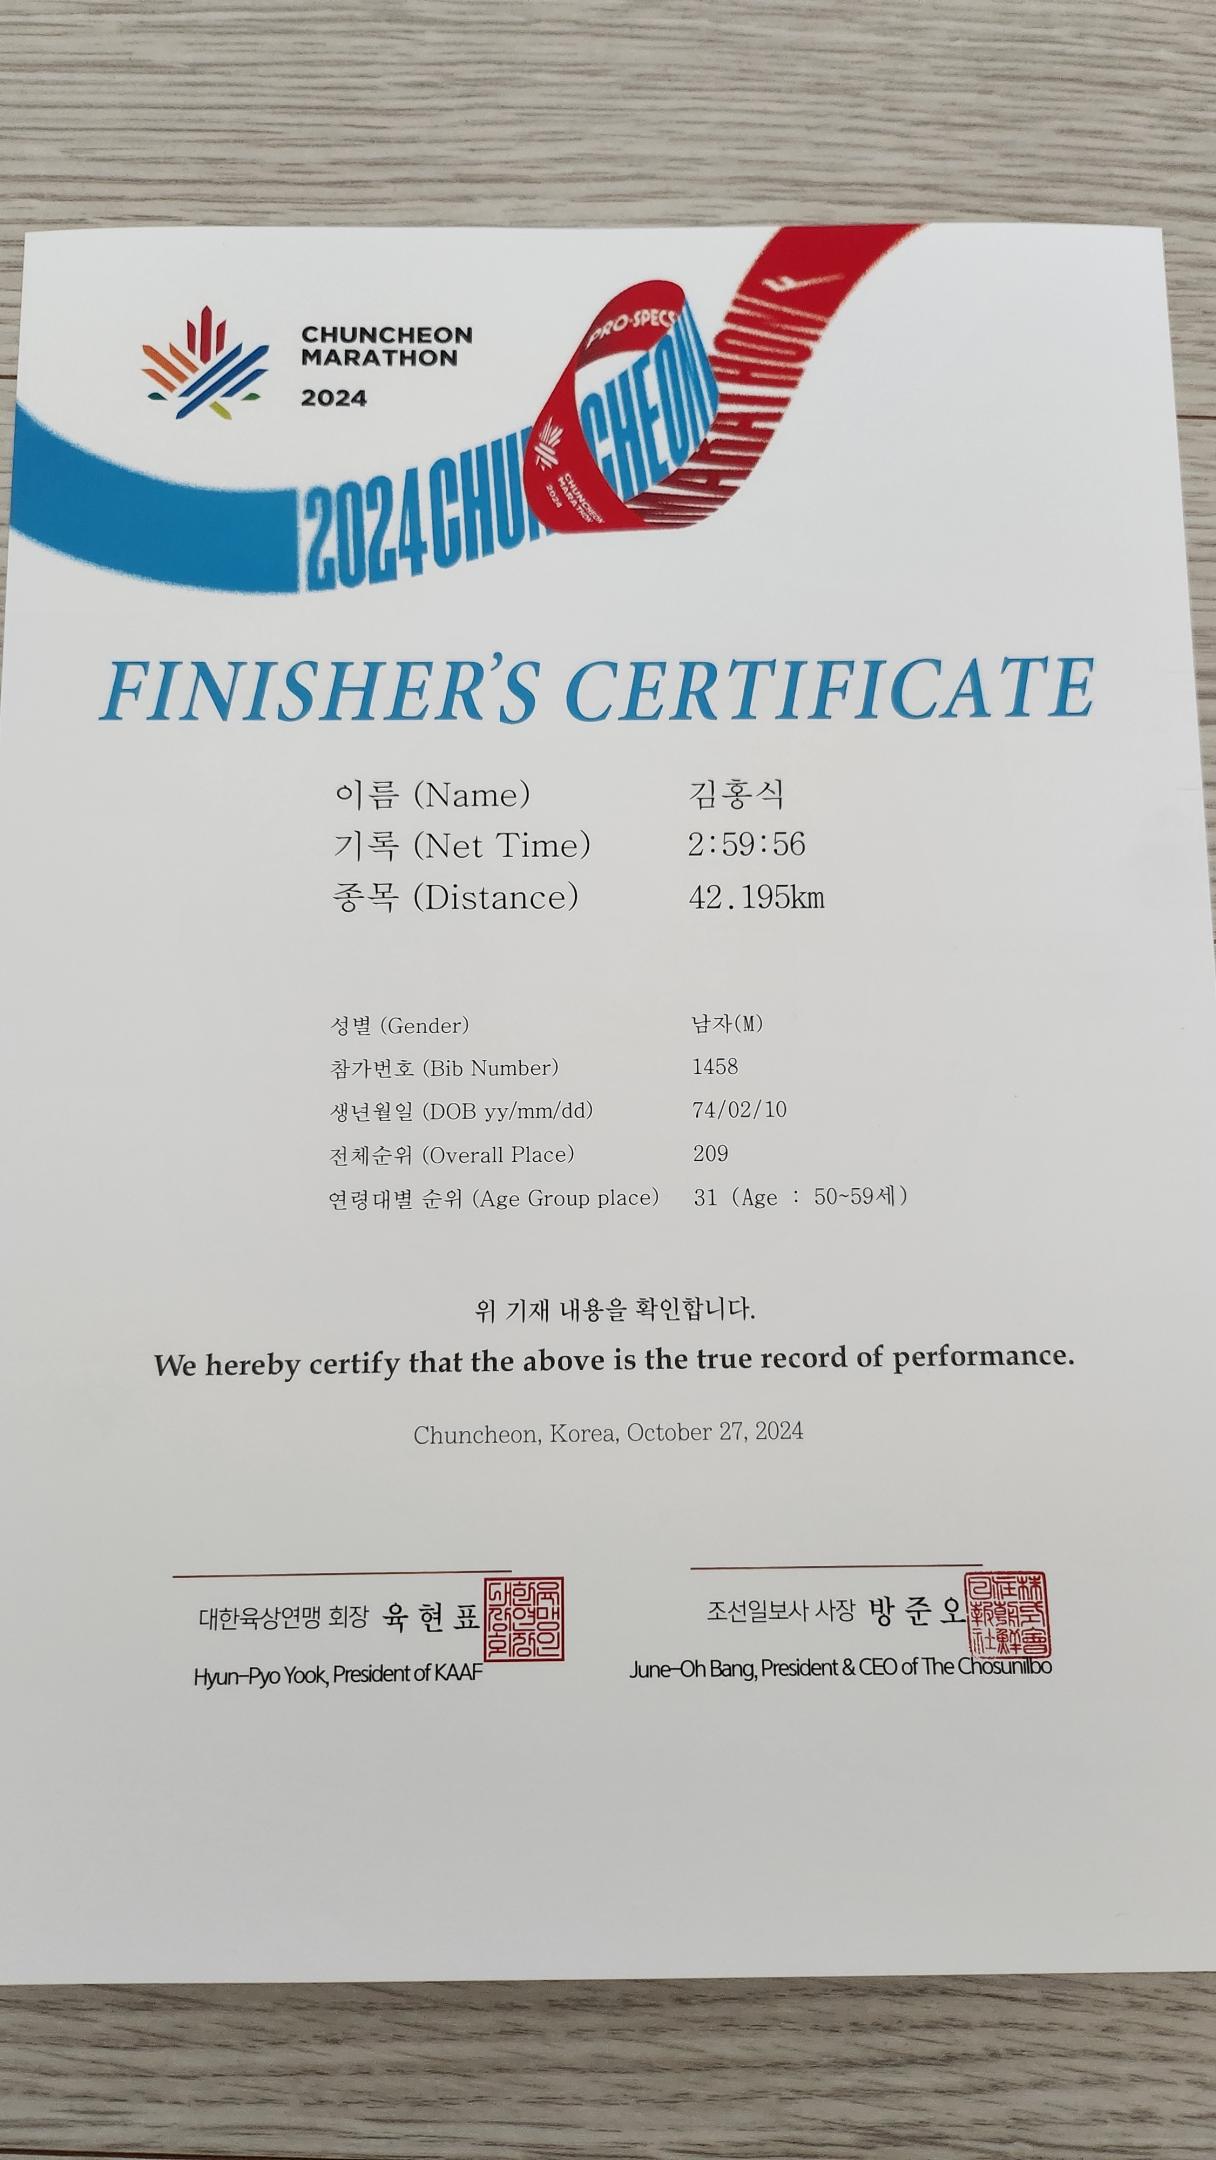 CHUNCHEON
MARATHON
2024
PRO-SPECS
2024 CHUNCHEON MARATHON
CHUNCHEON
MARATHON
2024
FINISHER'S CERTIFICATE
이름 (Name) 김홍식
기록 (Net Time) 2:59:56
종목 (Distance) 42.195km
성별 (Gender) 남자(M)
참가번호 (Bib Number) 1458
생년월일 (DOB yy/mm/dd) 74/02/10
전체순위 (Overall Place) 209
연령대별 순위 (Age Group place) 31 (Age : 50~59세)
위 기재 내용을 확인합니다.
We hereby certify that the above is the true record of performance.
Chuncheon, Korea, October 27, 2024
대한육상연맹 회장 육 현 표
Hyun-Pyo Yook, President of KAAF
조선일보사 사장 방 준 오
June-Oh Bang, President & CEO of The Chosunilbo